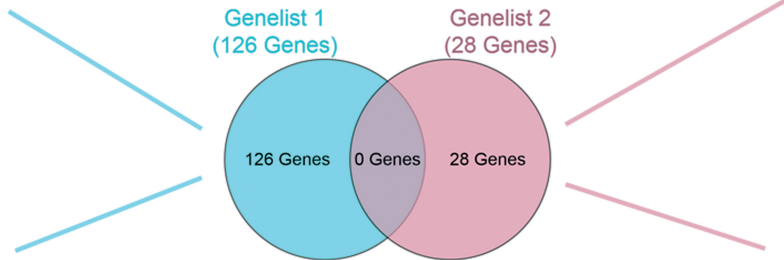 Genelist 1
(126 Genes)
Genelist 2
(28 Genes)
126 Genes
0 Genes
28 Genes